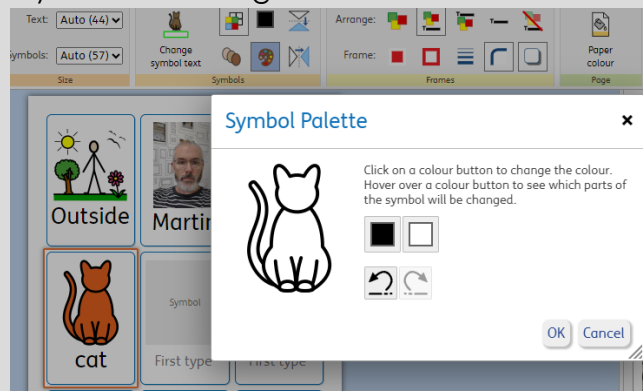 Text: Auto (44)
Symbols: Auto (57)
Size
Change
symbol text
Symbols
Arrange:
Frame:
Frames
Paper
colour
Page
Symbol Palette
Click on a colour button to change the colour.
Hover over a colour button to see which parts of
the symbol will be changed.
OK Cancel
Outside
cat
Symbol
First type First type